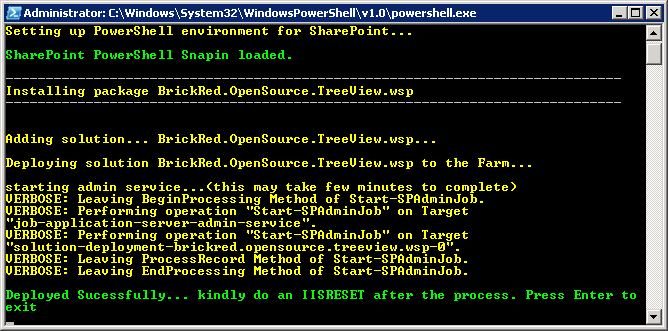 Administrator: C:\Windows\System32\WindowsPowerShell\v1.0\powershell.exe
Setting up PowerShell environment for SharePoint...
SharePoint PowerShell Snapin loaded.
Installing package BrickRed.OpenSource.TreeView.wsp
Adding solution... BrickRed.OpenSource.TreeView.wsp...
Deploying solution BrickRed.OpenSource.TreeView.wsp to the Farm...
starting admin service...(this may take few minutes to complete)
VERBOSE: Leaving BeginProcessing Method of Start-SPAdminJob.
VERBOSE: Performing operation "Start-SPAdminJob" on Target
"job-application-server-admin-service".
VERBOSE: Performing operation "Start-SPAdminJob" on Target
"solution-deployment-brickred.opensource.treeview.wsp-0".
VERBOSE: Leaving ProcessRecord Method of Start-SPAdminJob.
VERBOSE: Leaving EndProcessing Method of Start-SPAdminJob.
Deployed Sucessfully... kindly do an IISRESET after the process. Press Enter to
exit